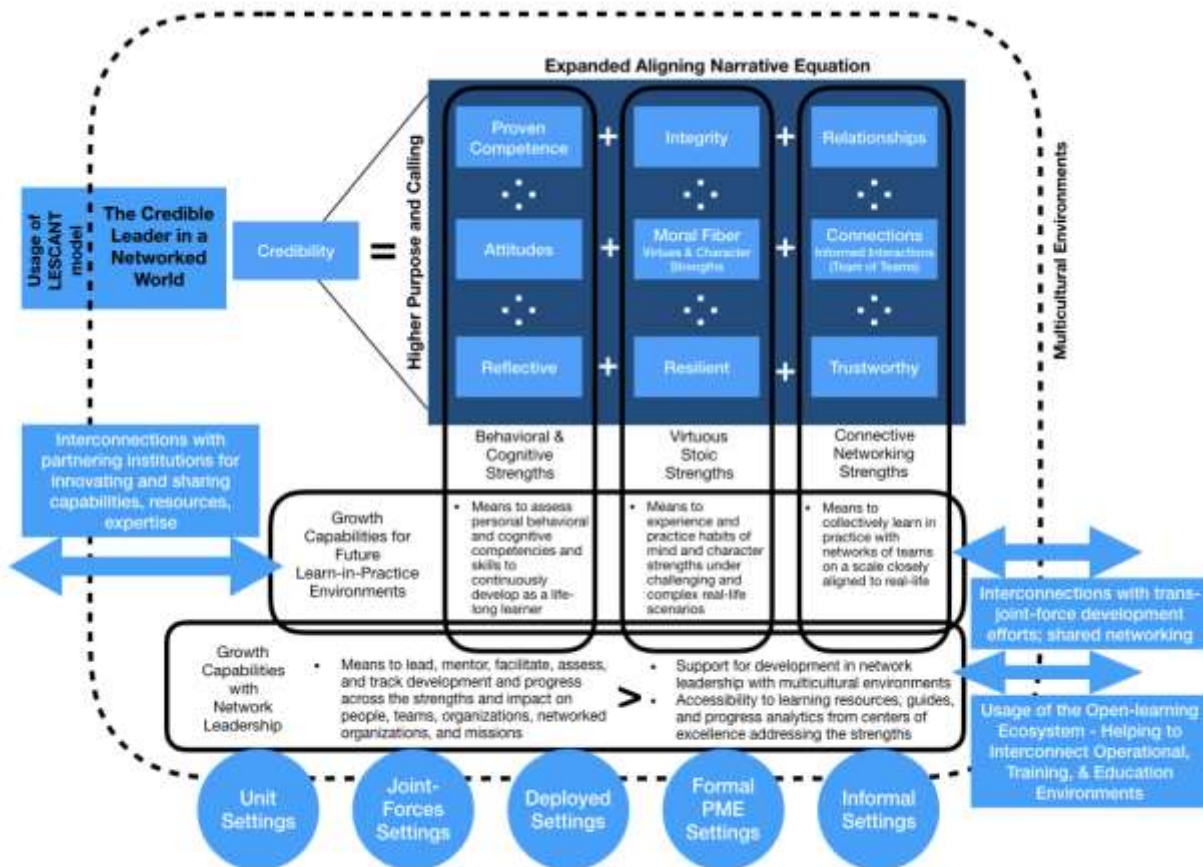 Expanded Aligning Narrative Equation
Higher Purpose and Calling
Multicultural Environments
Usage of
LESCANT
model
The Credible
Leader in a
Networked
World
Credibility
=
Proven
Competence
+
Integrity
+
Relationships
Attitudes
+
Moral Fiber
Virtues & Character
Strengths
+
Connections
Informed Interactions
(Team of Teams)
Reflective
+
Resilient
+
Trustworthy
Behavioral &
Cognitive
Strengths
Virtuous
Stoic
Strengths
Connective
Networking
Strengths
Interconnections with
partnering institutions for
innovating and sharing
capabilities, resources,
expertise
Growth
Capabilities for
Future
Learn-in-Practice
Environments
• Means to assess
personal behavioral
and cognitive
competencies and
skills to
continuously
develop as a life-
long learner
• Means to
experience and
practice habits of
mind and character
strengths under
challenging and
complex real-life
scenarios
• Means to
collectively learn in
practice with
networks of teams
on a scale closely
aligned to real-life
Interconnections with trans-
joint-force development
efforts; shared networking
Growth
Capabilities
with
Network
Leadership
• Means to lead, mentor, facilitate, assess,
and track development and progress
across the strengths and impact on
people, teams, organizations, networked
organizations, and missions
>
• Support for development in network
leadership with multicultural environments
• Accessibility to learning resources, guides,
and progress analytics from centers of
excellence addressing the strengths
Usage of the Open-learning
Ecosystem - Helping to
Interconnect Operational,
Training, & Education
Environments
Unit
Settings
Joint-
Forces
Settings
Deployed
Settings
Formal
PME
Settings
Informal
Settings